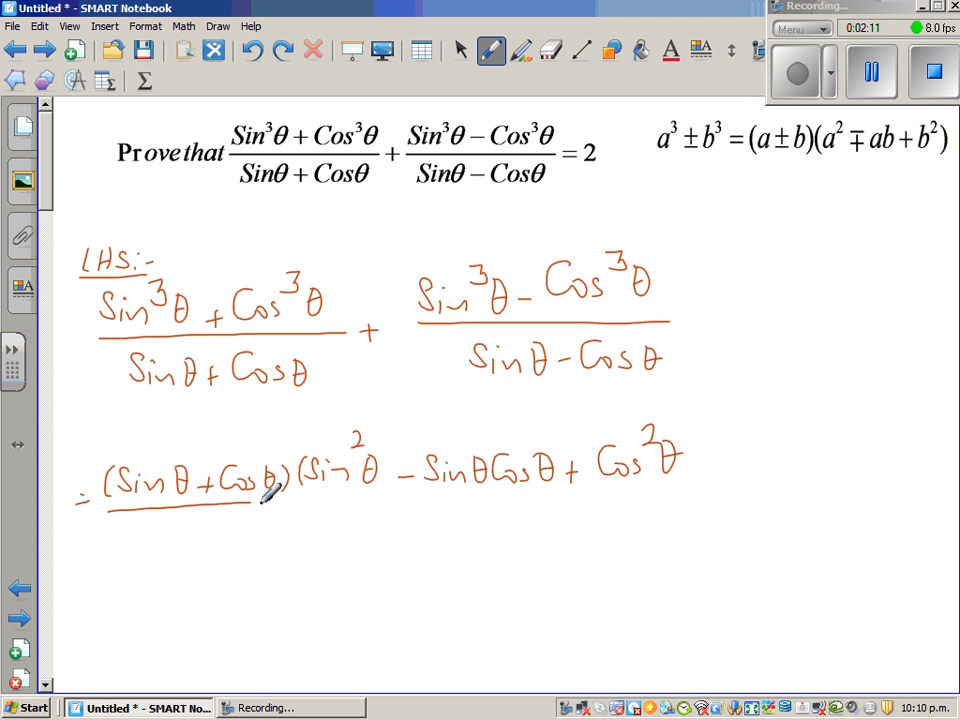 Untitled * - SMART Notebook
Recording...
File Edit View Insert Format Tools Math Draw Help
Menu 0:02:11 8.0 fps
Prove that (Sin³θ + Cos³θ)/(Sinθ + Cosθ) + (Sin³θ − Cos³θ)/(Sinθ − Cosθ) = 2
a³ ± b³ = (a ± b)(a² ∓ ab + b²)
LHS:-
(Sin³θ + Cos³θ)/(Sinθ + Cosθ) + (Sin³θ − Cos³θ)/(Sinθ − Cosθ)
= (Sinθ + Cosθ)(Sin²θ − SinθCosθ + Cos²θ
Start Untitled * - SMART No... Recording... 10:10 p.m.